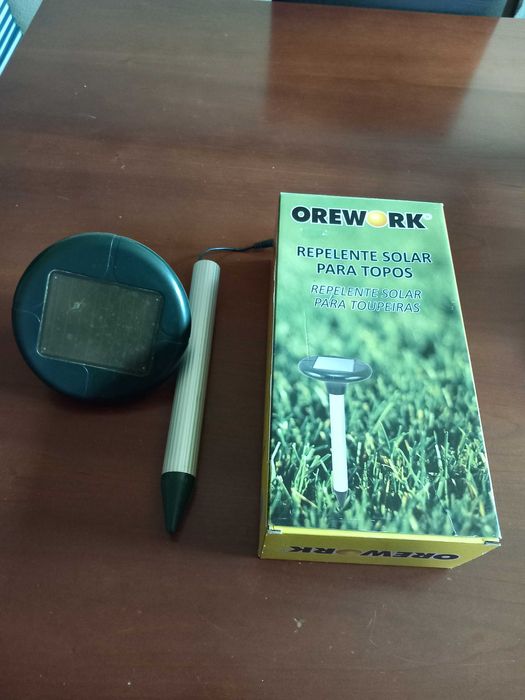 OREWORK®
REPELENTE SOLAR
PARA TOPOS
REPELENTE SOLAR
PARA TOUPEIRAS
OREWORK